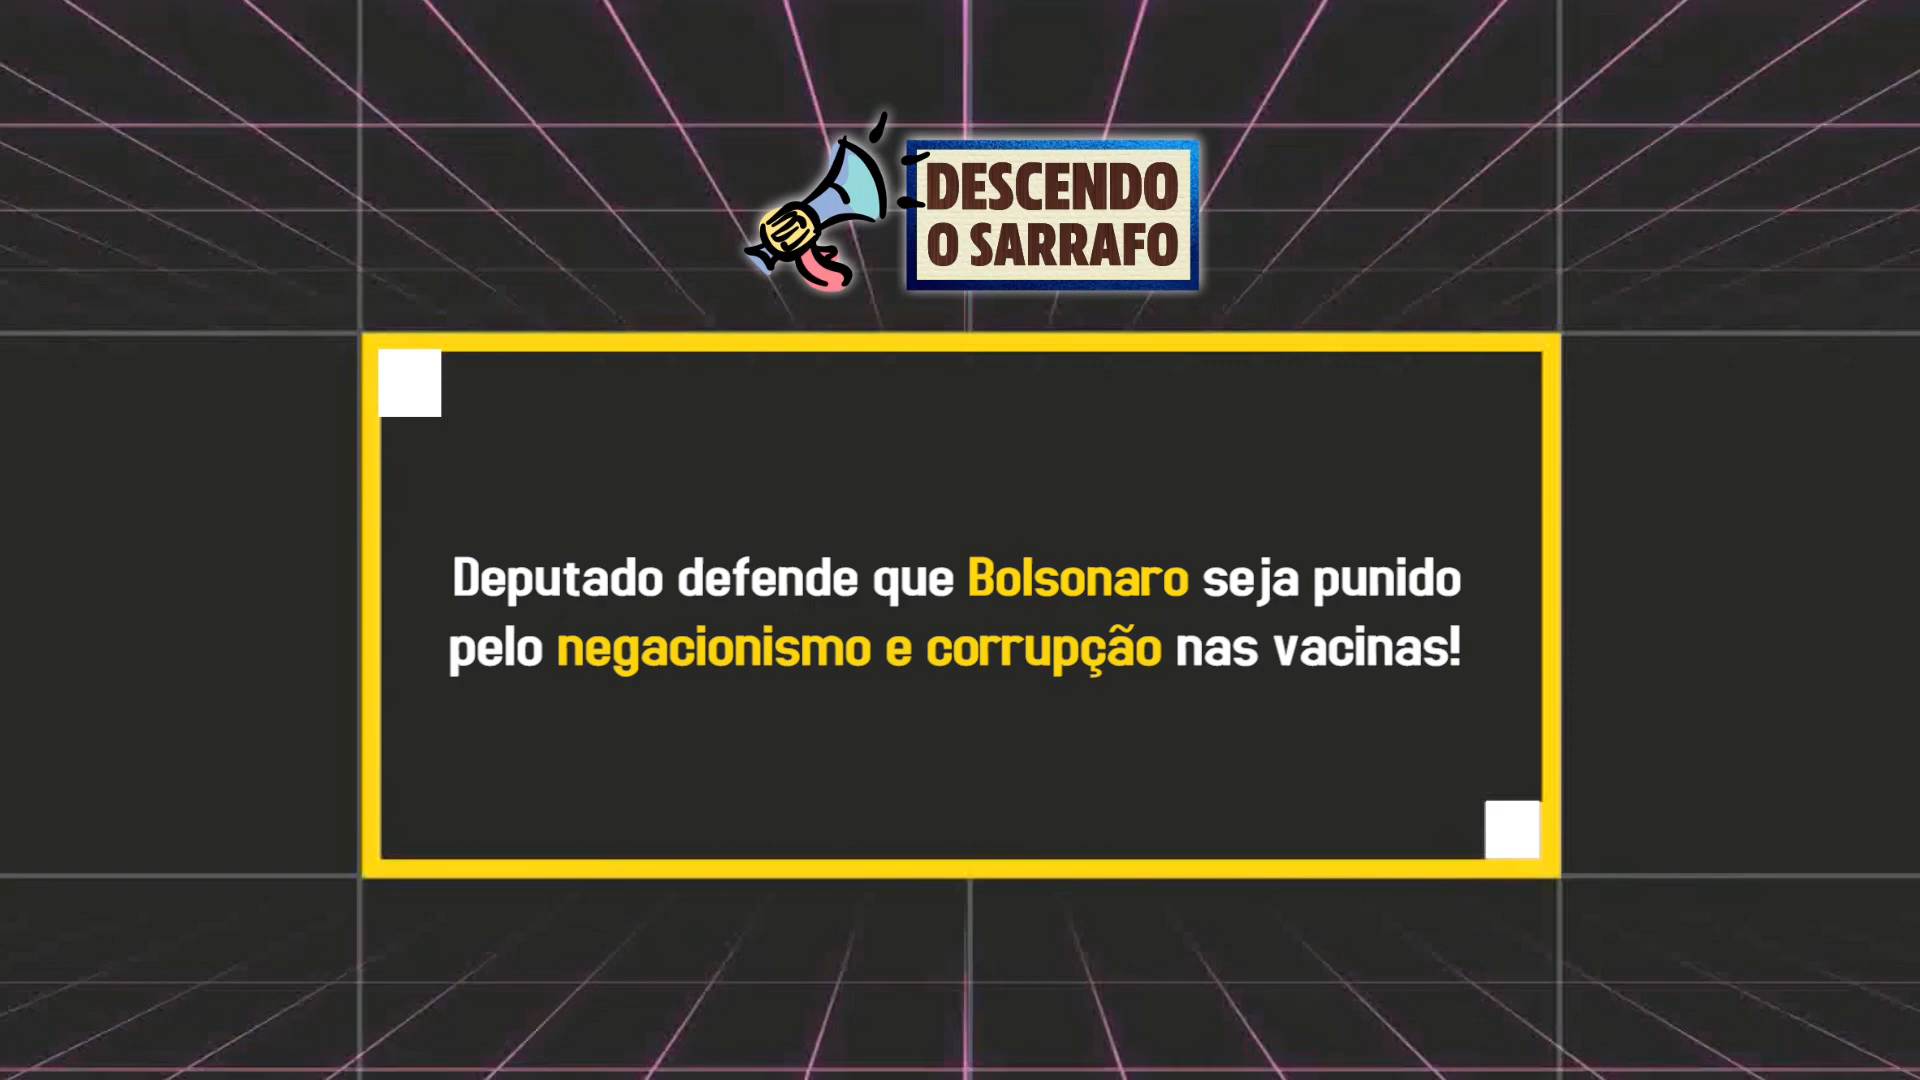 DESCENDO
O SARRAFO
Deputado defende que Bolsonaro seja punido
pelo negacionismo e corrupção nas vacinas!